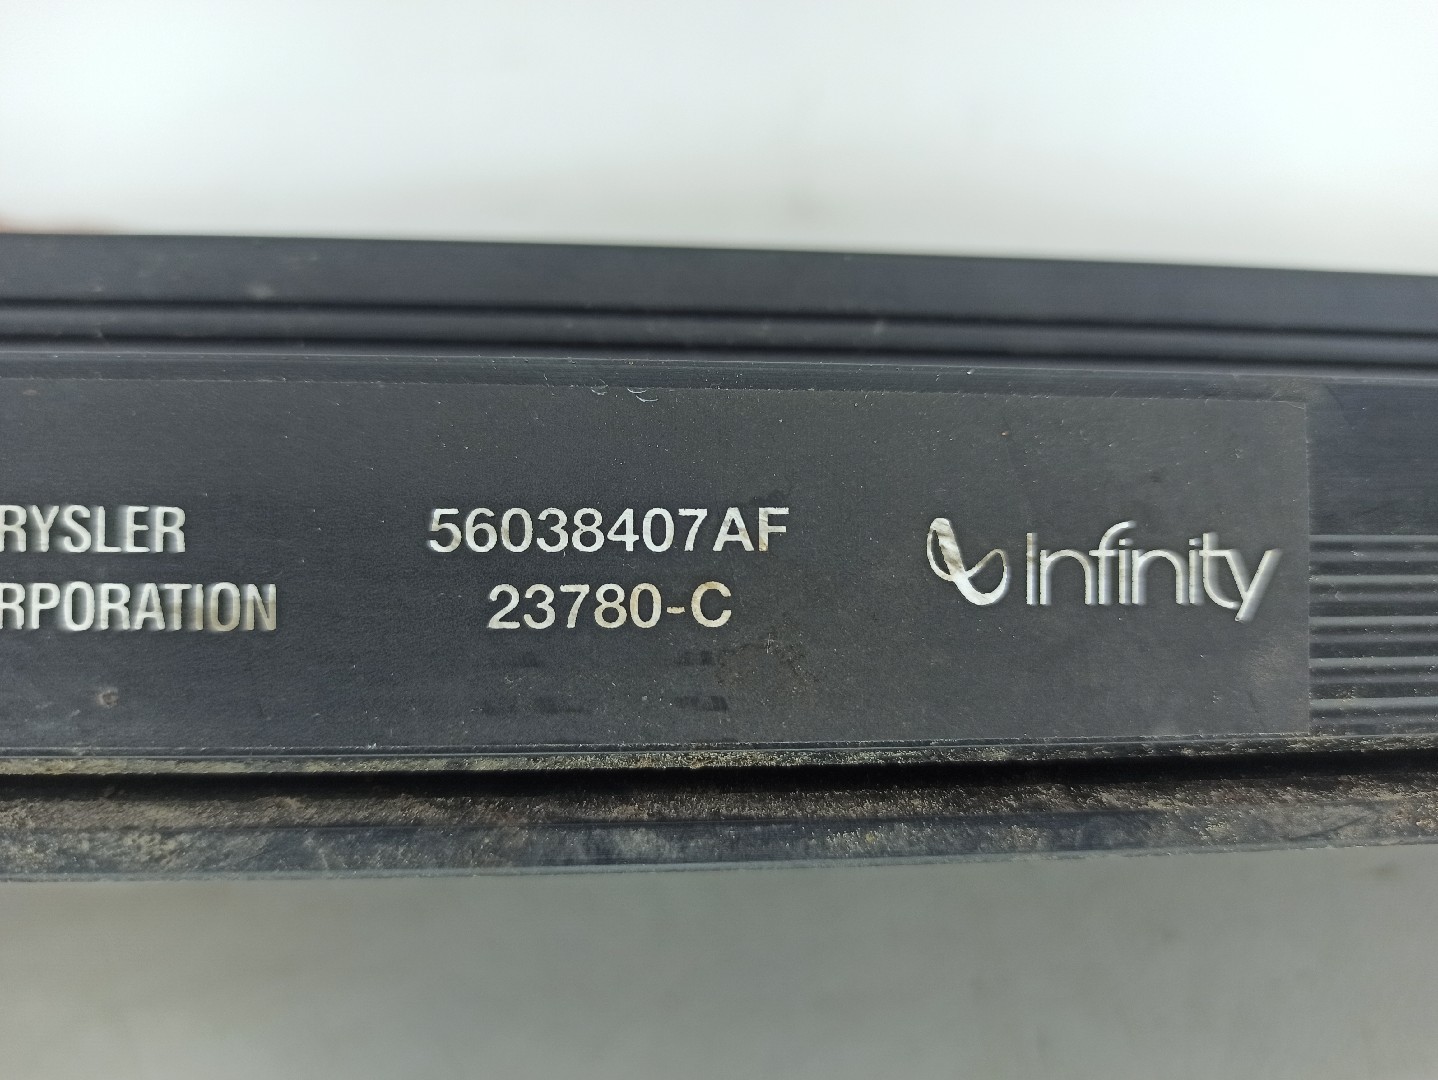 RYSLER
RPORATION
56038407AF
23780-C
Infinity